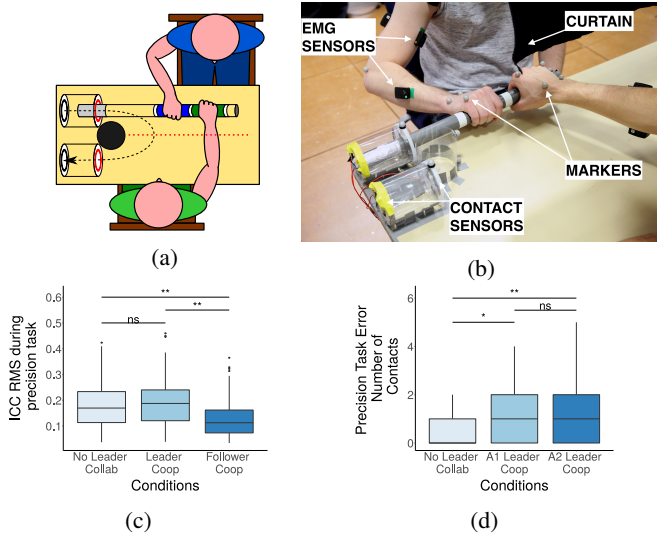 EMG
SENSORS
CURTAIN
MARKERS
CONTACT
SENSORS
(a)
(b)
ICC RMS during
precision task
0.6
0.5
0.4
0.3
0.2
0.1
**
**
ns
No Leader
Collab
Leader
Coop
Follower
Coop
Conditions
(c)
Precision Task Error
Number of
Contacts
6
4
2
0
**
ns
*
No Leader
Collab
A1 Leader
Coop
A2 Leader
Coop
Conditions
(d)